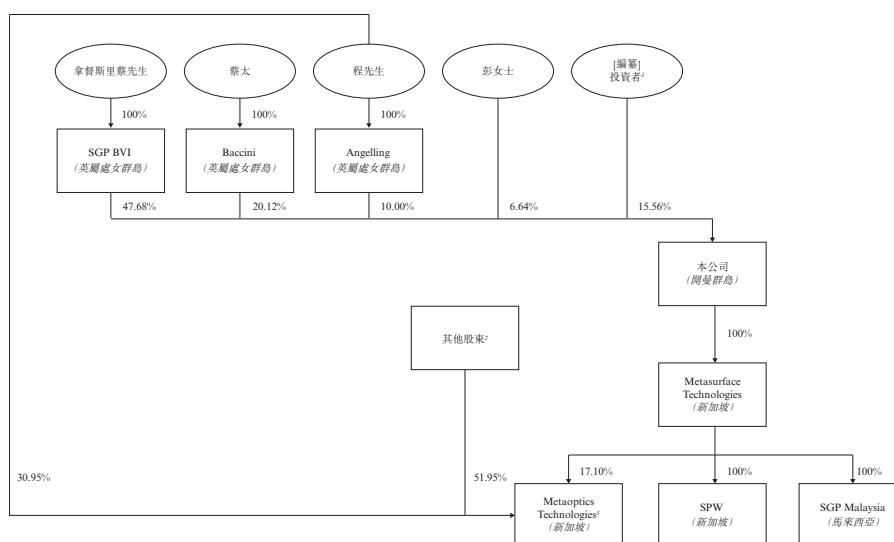 拿督斯里蔡先生
蔡太
程先生
彭女士
[編纂]
投資者1
100%
100%
100%
SGP BVI
（英屬處女群島）
Baccini
（英屬處女群島）
Angelling
（英屬處女群島）
47.68%
20.12%
10.00%
6.64%
15.56%
本公司
（開曼群島）
其他股東2
100%
Metasurface
Technologies
（新加坡）
30.95%
51.95%
17.10%
100%
100%
Metaoptics
Technologies3
（新加坡）
SPW
（新加坡）
SGP Malaysia
（馬來西亞）